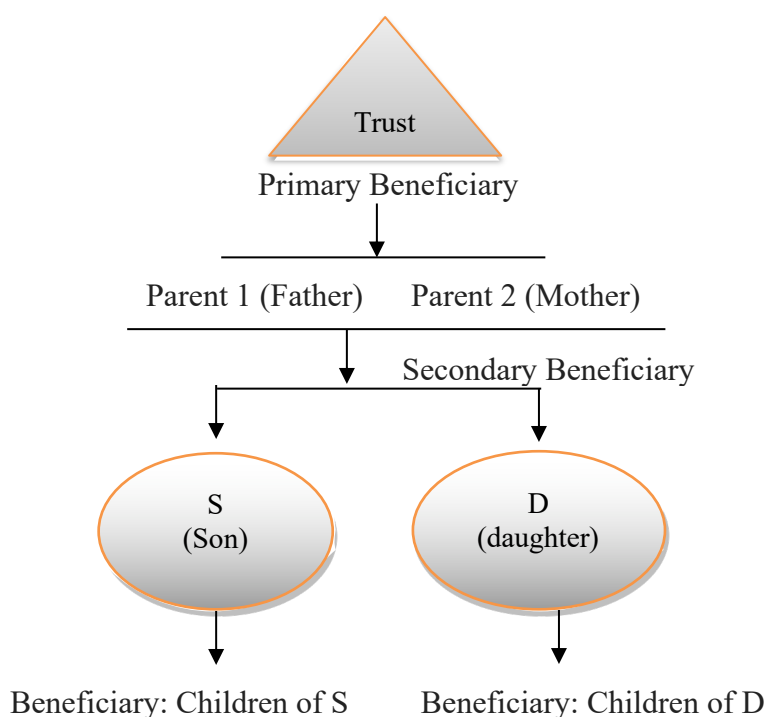 Trust
Primary Beneficiary
Parent 1 (Father) Parent 2 (Mother)
Secondary Beneficiary
S
(Son)
D
(daughter)
Beneficiary: Children of S
Beneficiary: Children of D